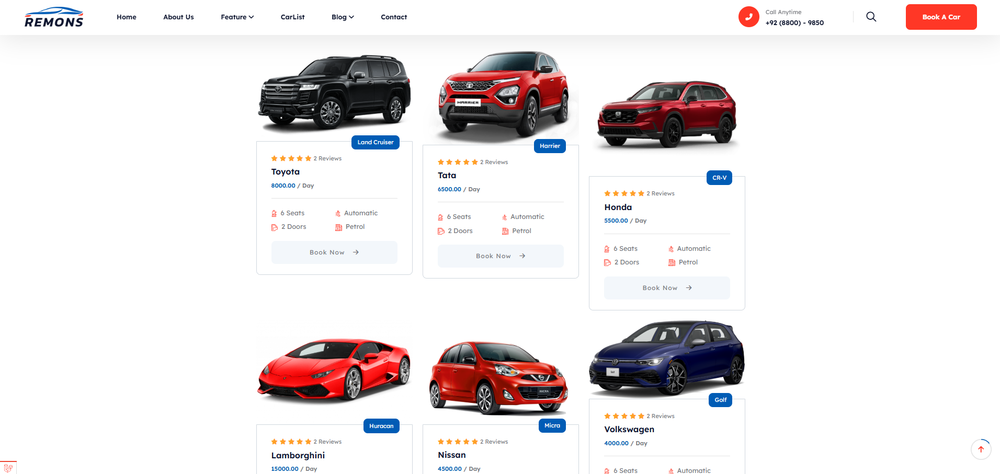 REMONS
Home
About Us
Feature
CarList
Blog
Contact
Call Anytime
+92 (8800) - 9850
Book A Car
HARRIER
Land Cruiser
2 Reviews
Toyota
8000.00 / Day
6 Seats
Automatic
2 Doors
Petrol
Book Now
Harrier
2 Reviews
Tata
6500.00 / Day
6 Seats
Automatic
2 Doors
Petrol
Book Now
CR-V
2 Reviews
Honda
5500.00 / Day
6 Seats
Automatic
2 Doors
Petrol
Book Now
Huracan
2 Reviews
Lamborghini
15000.00 / Day
MICRA
Micra
2 Reviews
Nissan
4500.00 / Day
Golf
Golf
2 Reviews
Volkswagen
4000.00 / Day
6 Seats
Automatic